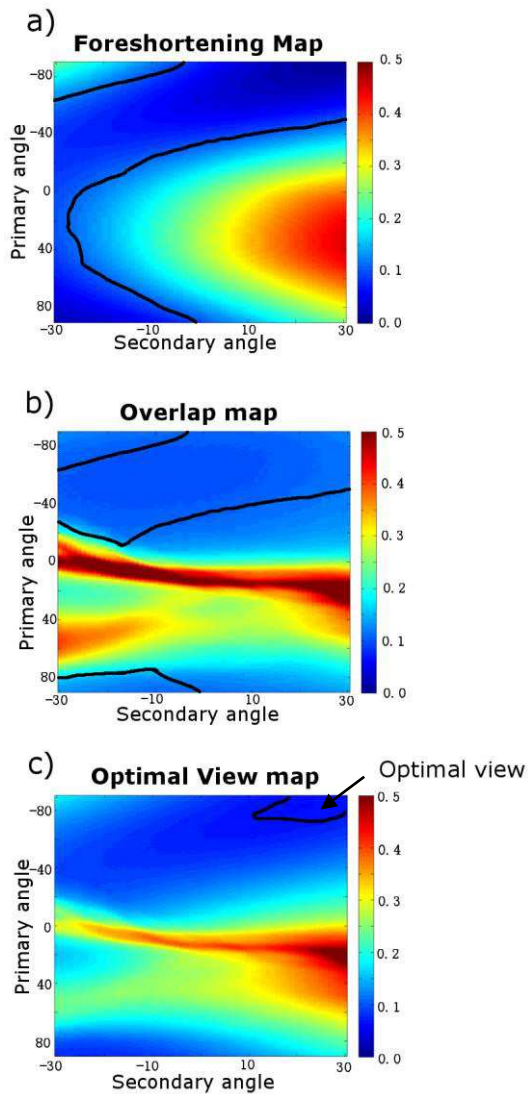 a)
Foreshortening Map
Primary angle
−80
−40
0
40
80
−30 −10 10 30
Secondary angle
0. 5
0. 4
0. 3
0. 2
0. 1
0. 0
b)
Overlap map
Primary angle
−80
−40
0
40
80
−30 −10 10 30
Secondary angle
0. 5
0. 4
0. 3
0. 2
0. 1
0. 0
c)
Optimal View map
Optimal view
Primary angle
−80
−40
0
40
80
−30 −10 10 30
Secondary angle
0. 5
0. 4
0. 3
0. 2
0. 1
0. 0